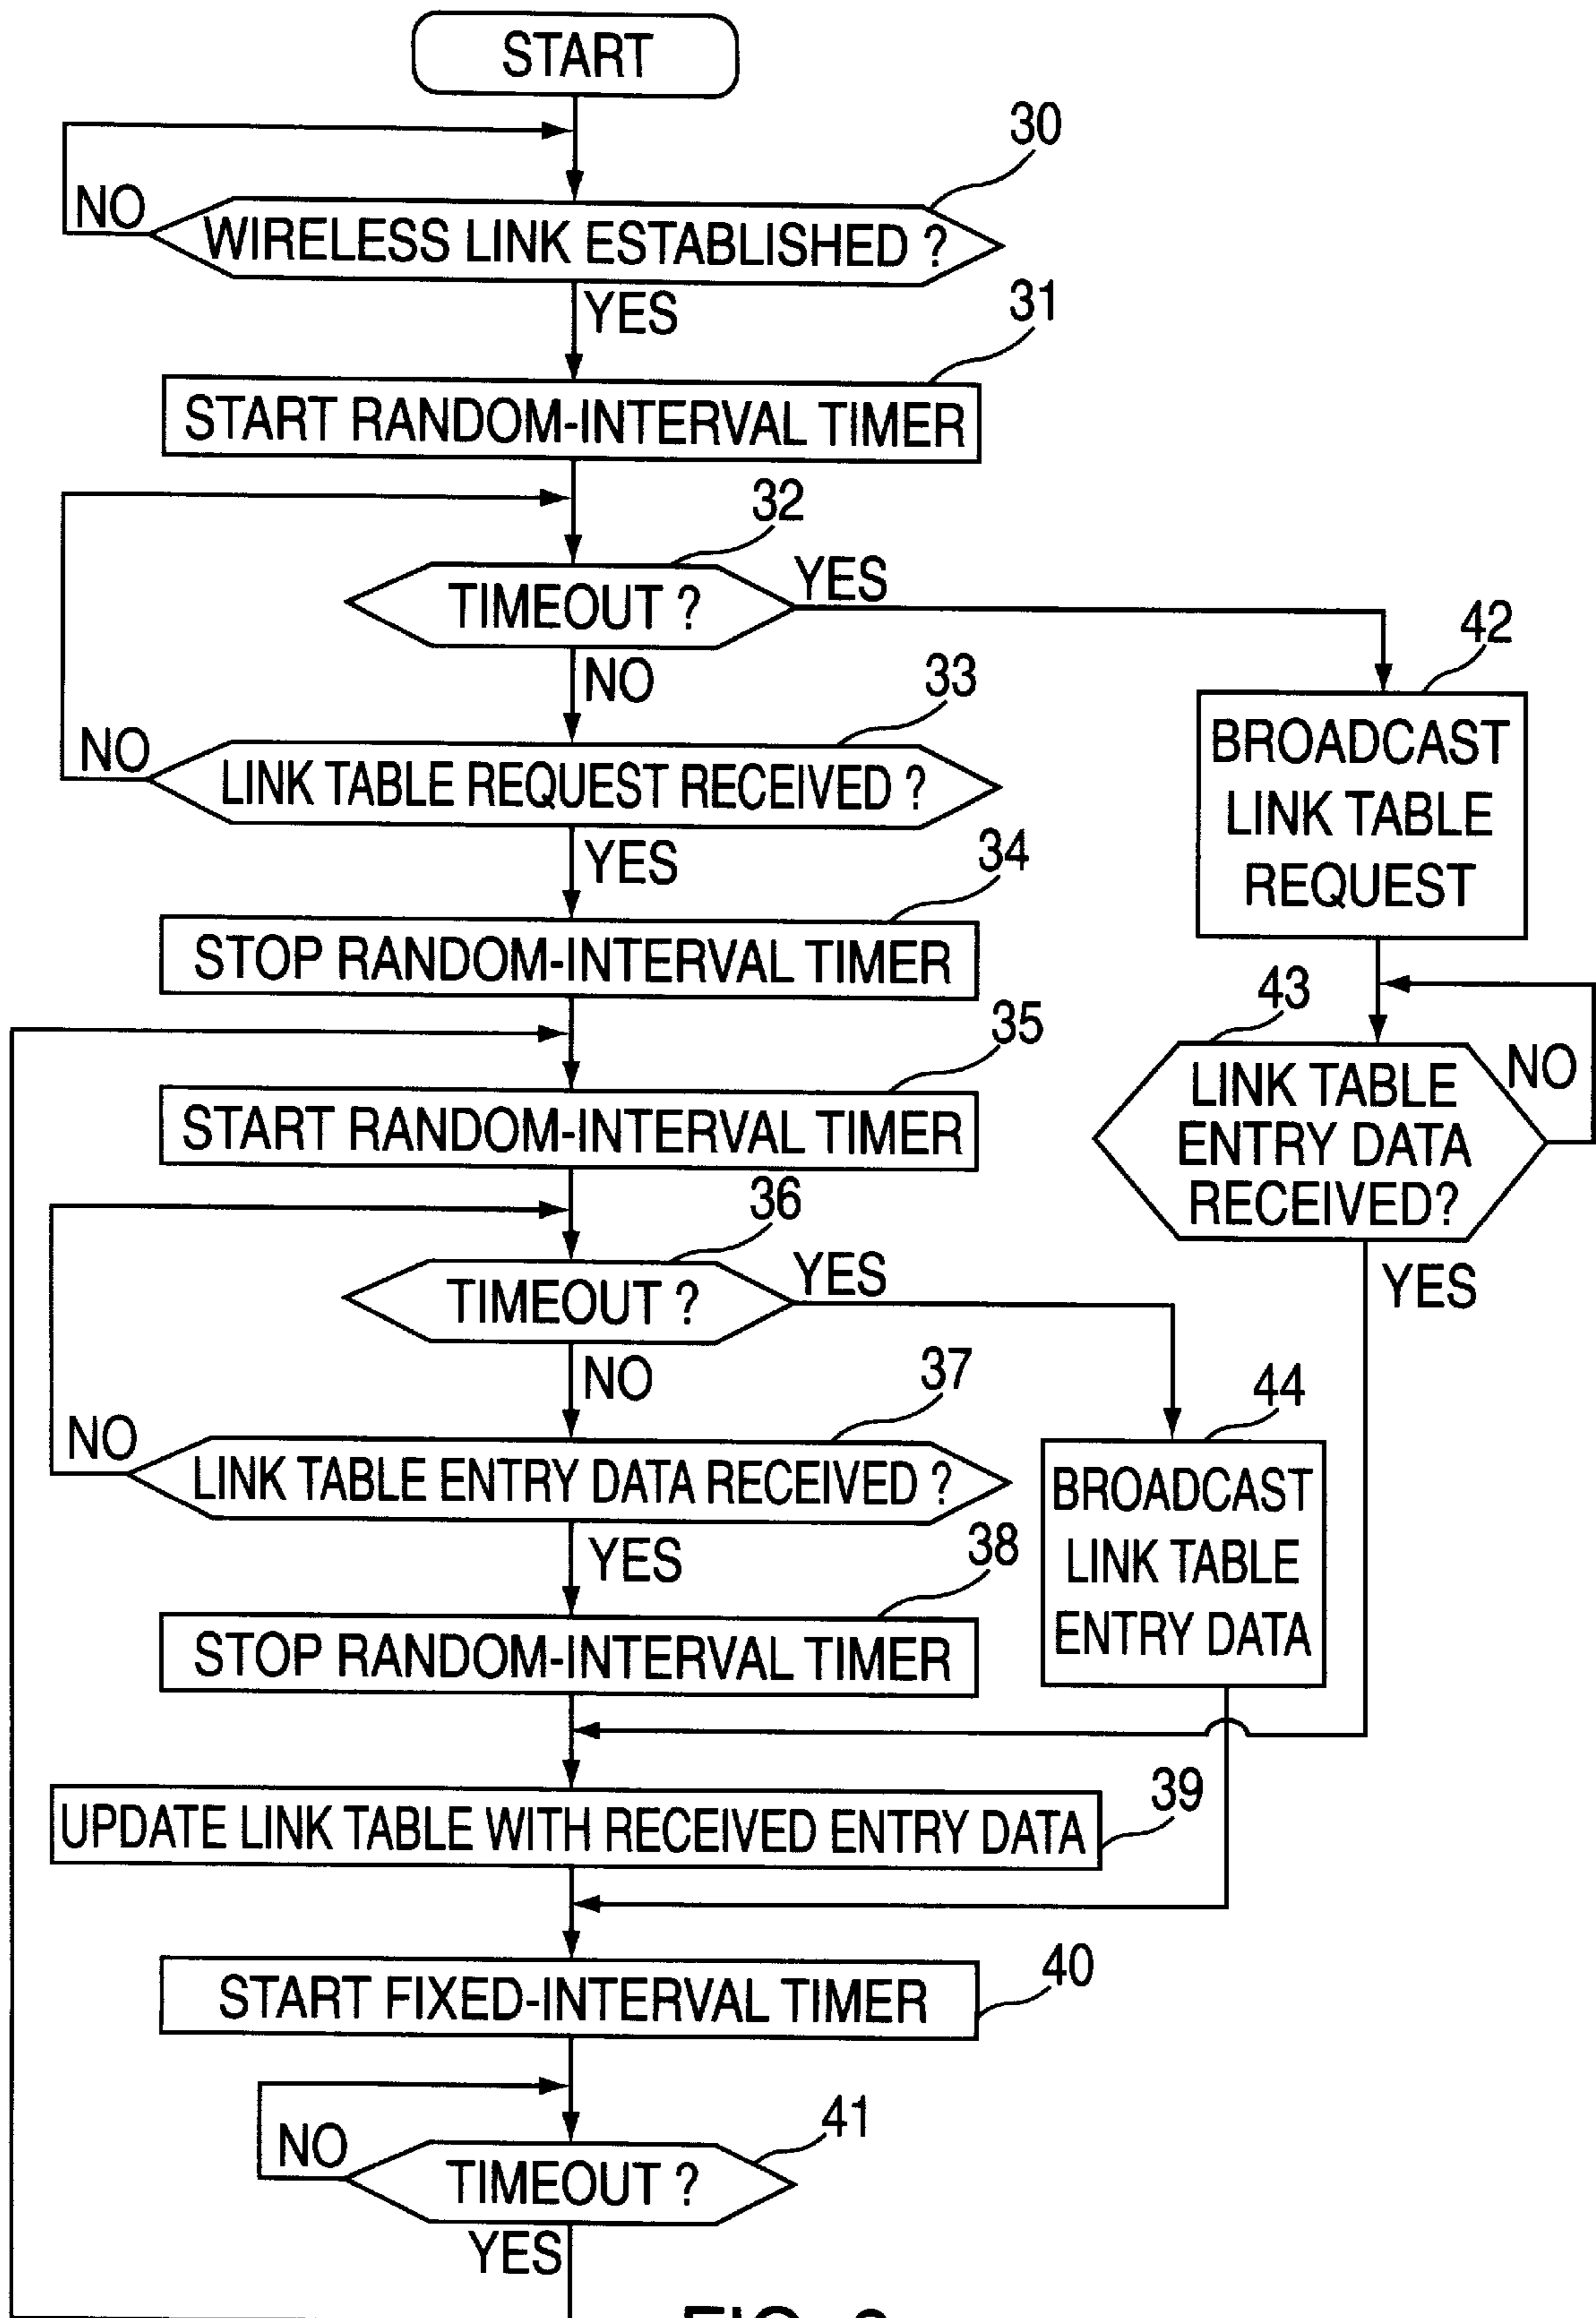 START
30
NO
WIRELESS LINK ESTABLISHED ?
YES
31
START RANDOM-INTERVAL TIMER
32
TIMEOUT ?
YES
42
NO
33
BROADCAST
LINK TABLE
REQUEST
NO
LINK TABLE REQUEST RECEIVED ?
YES
34
STOP RANDOM-INTERVAL TIMER
43
35
LINK TABLE
ENTRY DATA
RECEIVED?
NO
START RANDOM-INTERVAL TIMER
36
TIMEOUT ?
YES
YES
NO
37
44
NO
LINK TABLE ENTRY DATA RECEIVED ?
BROADCAST
LINK TABLE
ENTRY DATA
YES
38
STOP RANDOM-INTERVAL TIMER
39
UPDATE LINK TABLE WITH RECEIVED ENTRY DATA
40
START FIXED-INTERVAL TIMER
41
NO
TIMEOUT ?
YES
FIG.